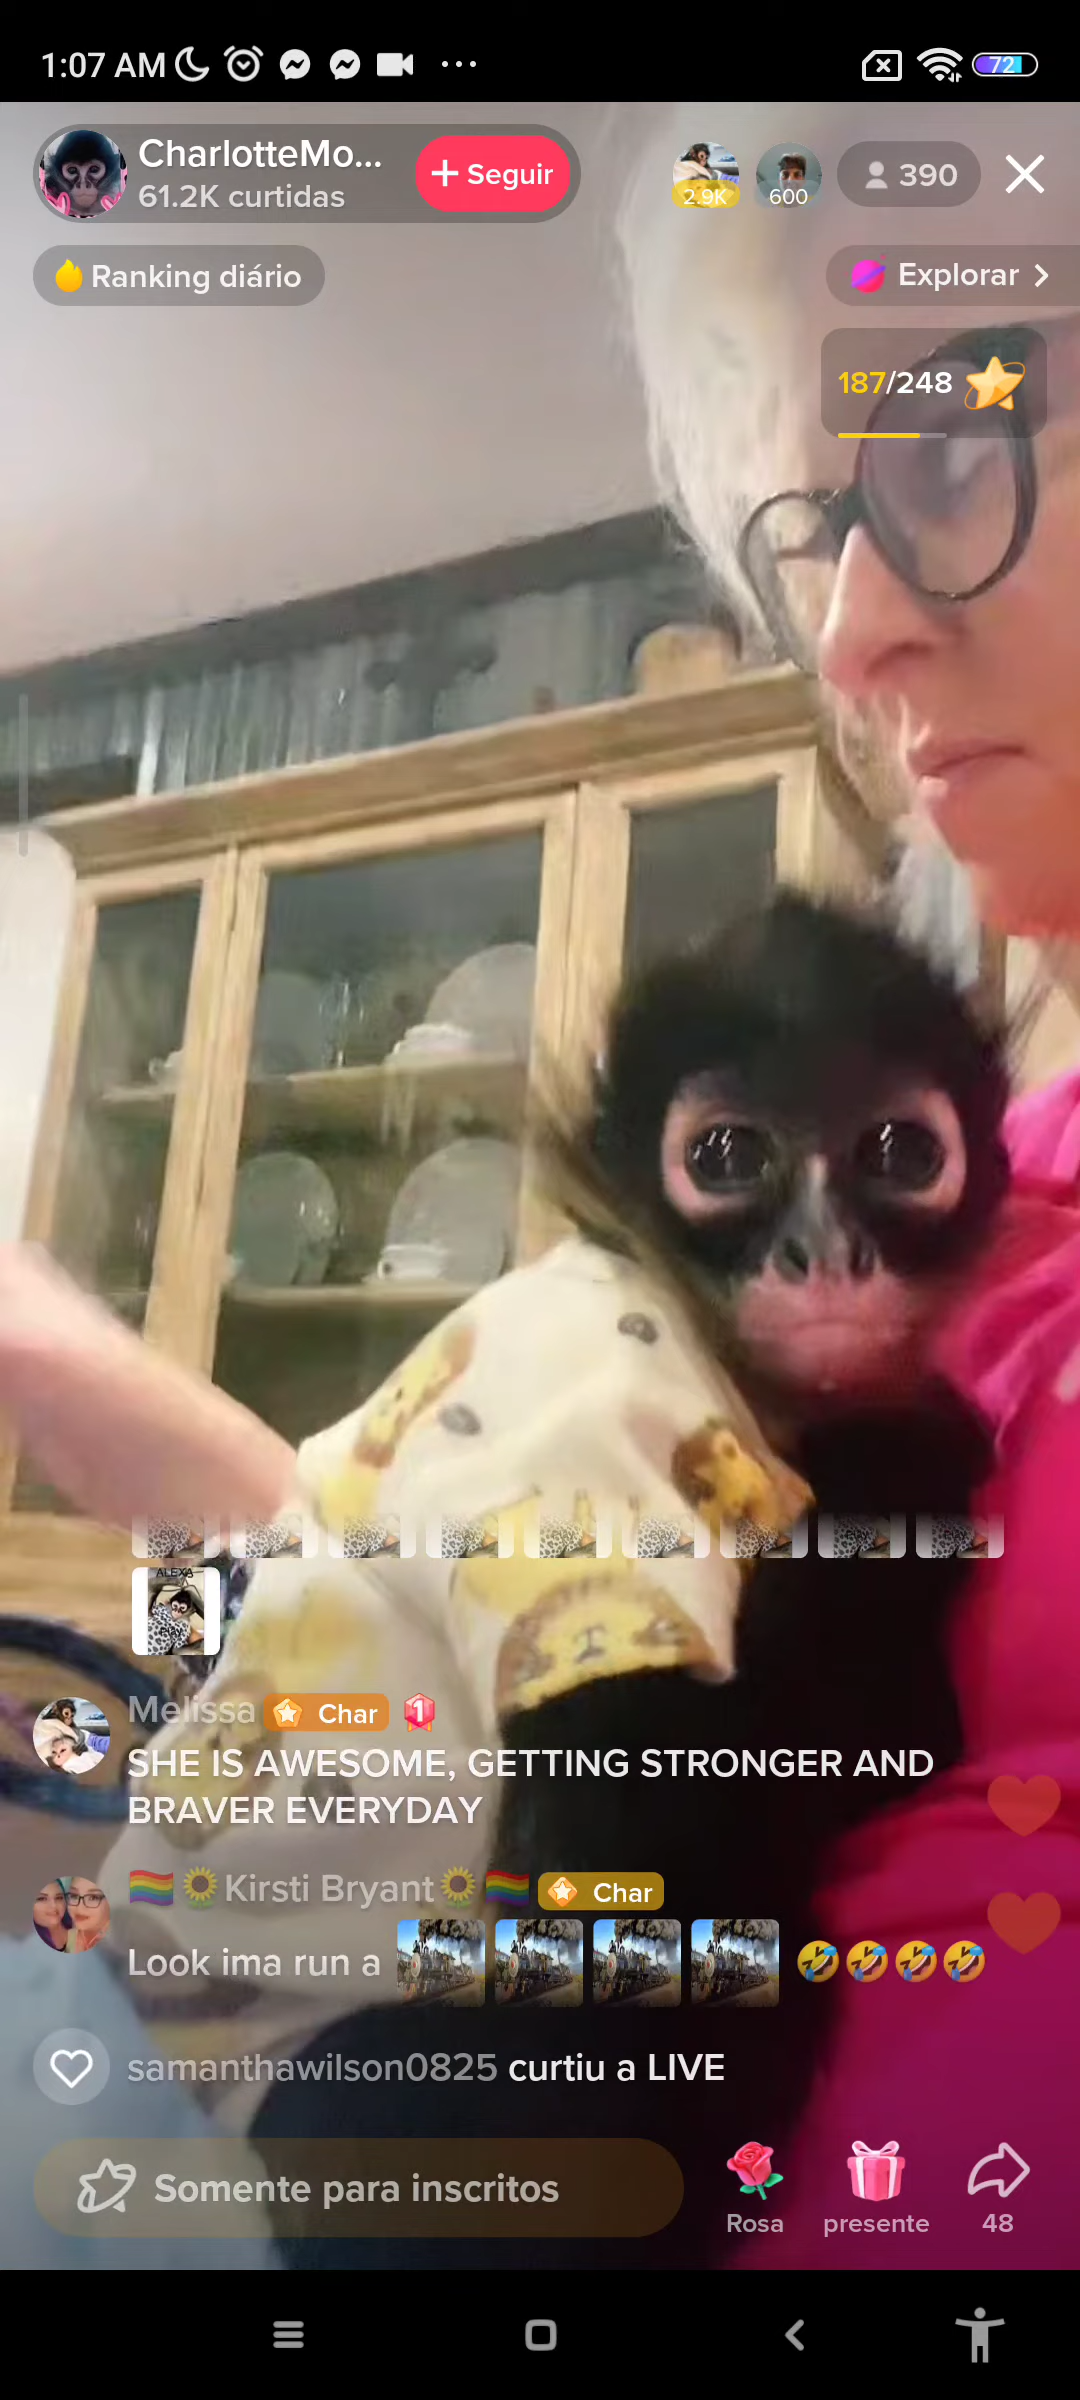 1:07 AM
72
CharlotteMo...
61.2K curtidas
+ Seguir
2.9K
600
390
Ranking diário
Explorar
187/248
ALEXA
Melissa Char 1
SHE IS AWESOME, GETTING STRONGER AND
BRAVER EVERYDAY
Kirsti Bryant Char
Look ima run a
samanthawilson0825 curtiu a LIVE
Somente para inscritos
Rosa
presente
48